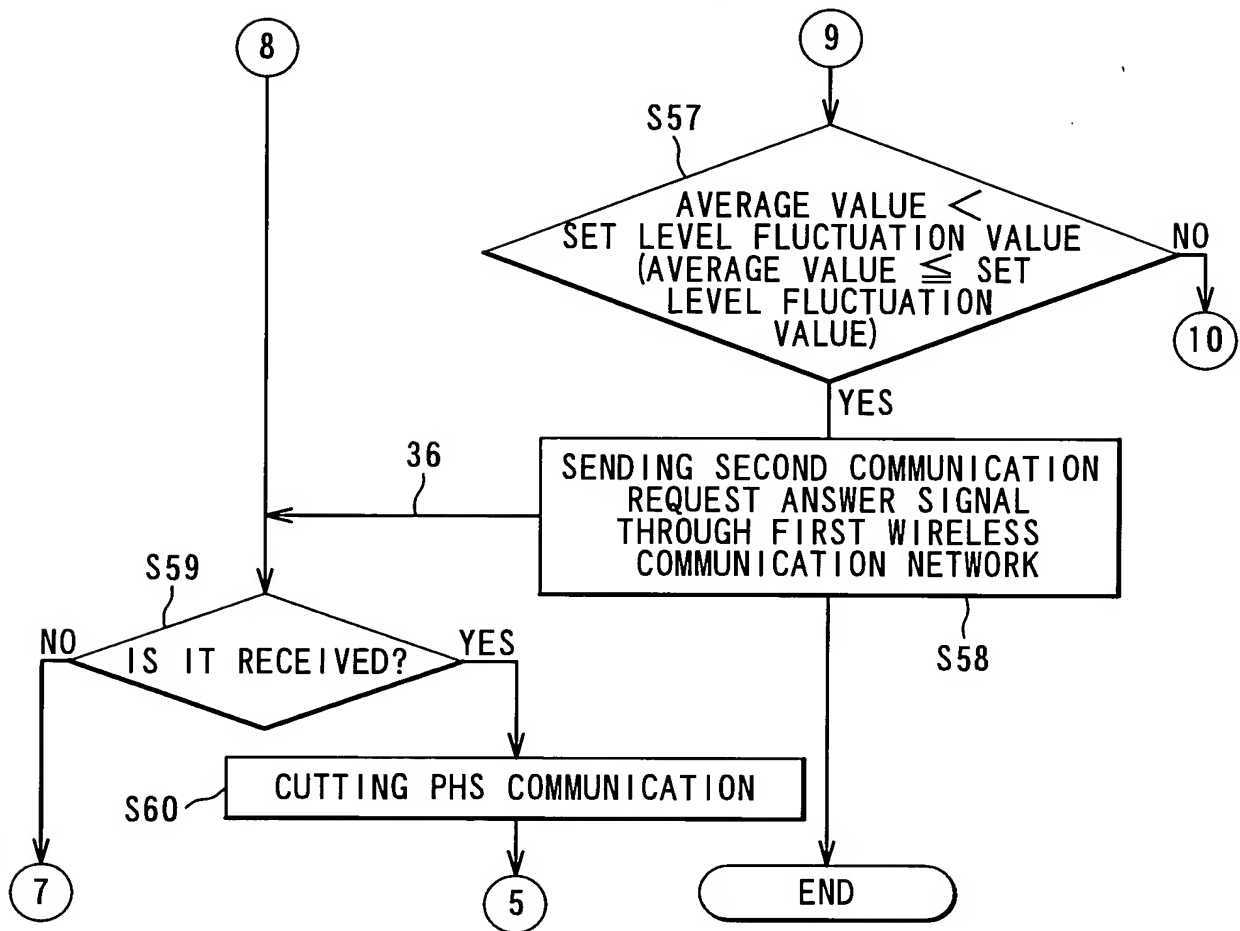 8
9
S57
AVERAGE VALUE <
SET LEVEL FLUCTUATION VALUE
(AVERAGE VALUE ≦ SET
LEVEL FLUCTUATION
VALUE)
NO
10
YES
36
SENDING SECOND COMMUNICATION
REQUEST ANSWER SIGNAL
THROUGH FIRST WIRELESS
COMMUNICATION NETWORK
S58
S59
NO
IS IT RECEIVED?
YES
CUTTING PHS COMMUNICATION
S60
7
5
END